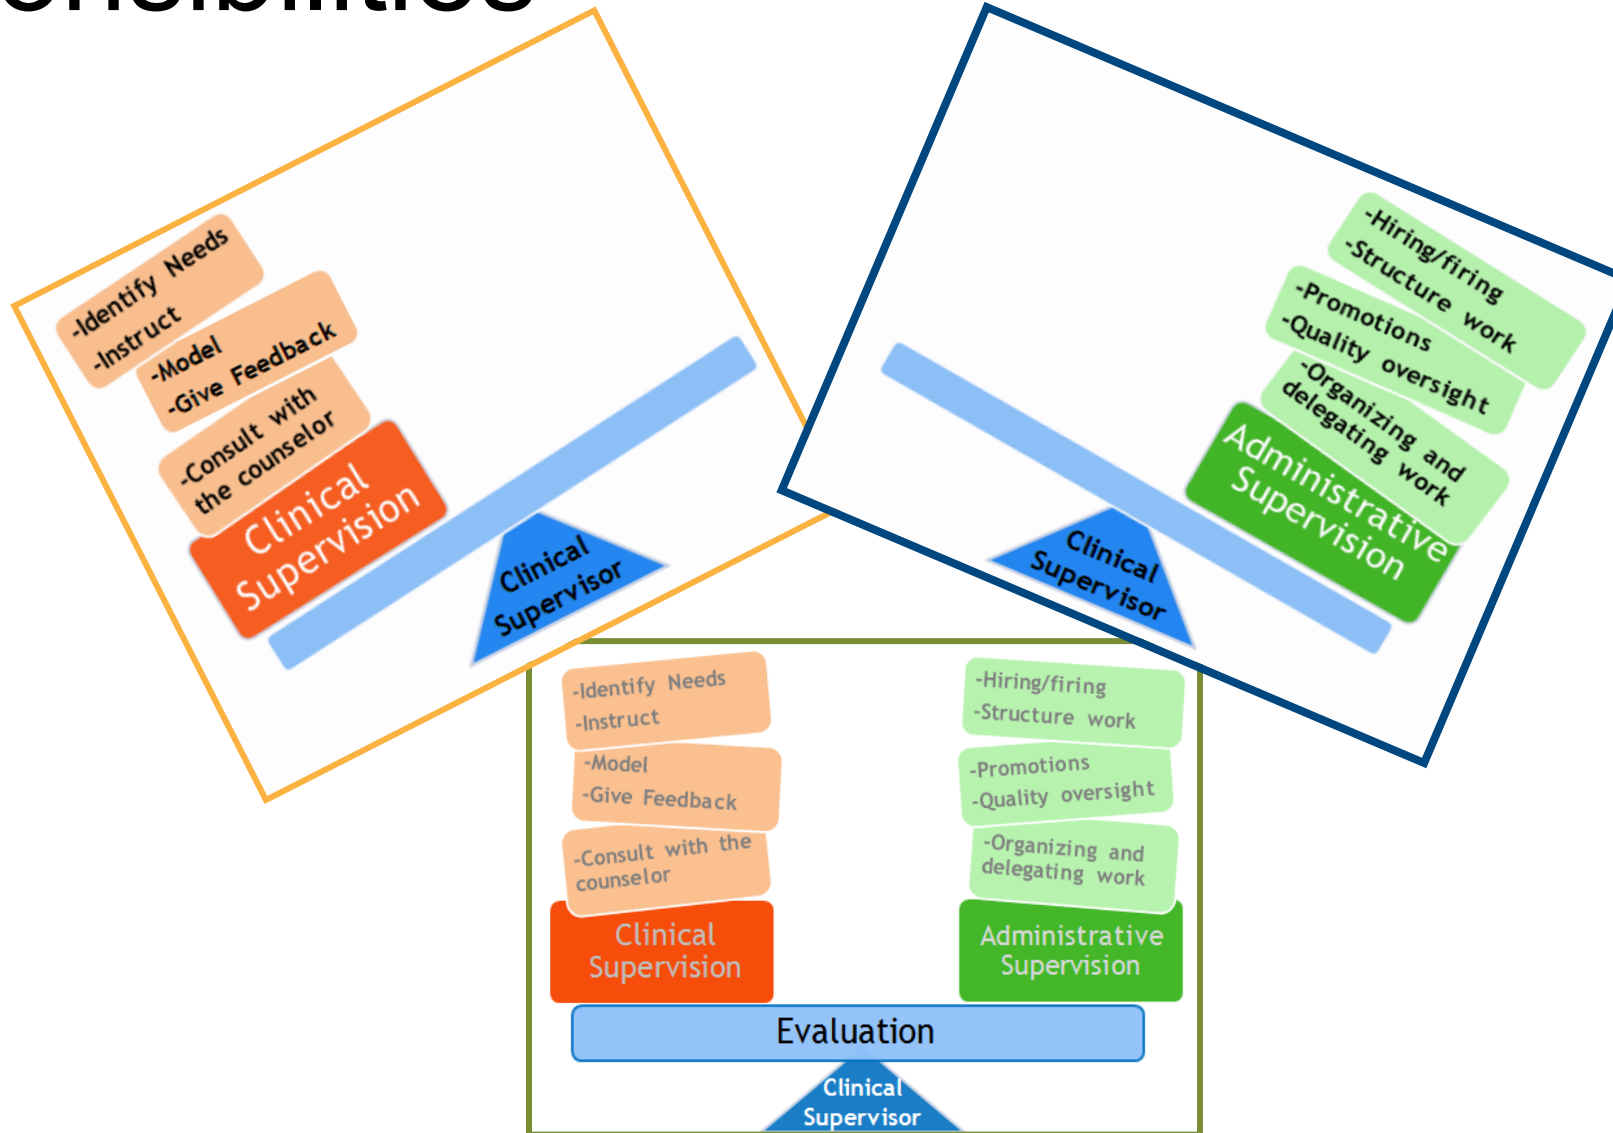 -Identify Needs
-Instruct
-Model
-Give Feedback
-Consult with
the counselor
Clinical
Supervision
Clinical
Supervisor
-Hiring/firing
-Structure work
-Promotions
-Quality oversight
-Organizing and
delegating work
Administrative
Supervision
Clinical
Supervisor
-Identify Needs
-Instruct
-Model
-Give Feedback
-Consult with the
counselor
Clinical
Supervision
-Hiring/firing
-Structure work
-Promotions
-Quality oversight
-Organizing and
delegating work
Administrative
Supervision
Evaluation
Clinical
Supervisor